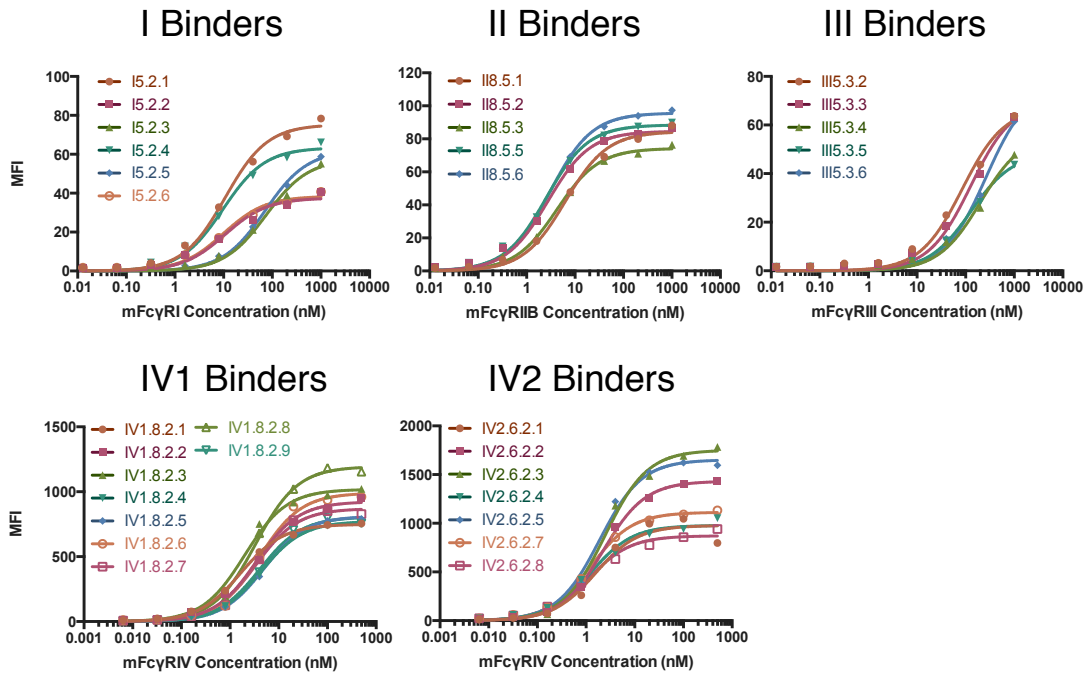 I Binders
II Binders
III Binders
MFI
100
80
60
40
20
0
I5.2.1
I5.2.2
I5.2.3
I5.2.4
I5.2.5
I5.2.6
0.01 0.1 1 10 100 1000 10000
mFcγRI Concentration (nM)
120
100
80
60
40
20
0
II8.5.1
II8.5.2
II8.5.3
II8.5.5
II8.5.6
0.01 0.1 1 10 100 1000 10000
mFcγRIIB Concentration (nM)
80
60
40
20
0
III5.3.2
III5.3.3
III5.3.4
III5.3.5
III5.3.6
0.01 0.1 1 10 100 1000 10000
mFcγRIII Concentration (nM)
IV1 Binders
IV2 Binders
MFI
1500
1000
500
0
IV1.8.2.1
IV1.8.2.2
IV1.8.2.3
IV1.8.2.4
IV1.8.2.5
IV1.8.2.6
IV1.8.2.7
IV1.8.2.8
IV1.8.2.9
0.001 0.01 0.100 1 10 100 1000
mFcγRIV Concentration (nM)
2000
1500
1000
500
0
IV2.6.2.1
IV2.6.2.2
IV2.6.2.3
IV2.6.2.4
IV2.6.2.5
IV2.6.2.7
IV2.6.2.8
0.001 0.01 0.100 1 10 100 1000
mFcγRIV Concentration (nM)